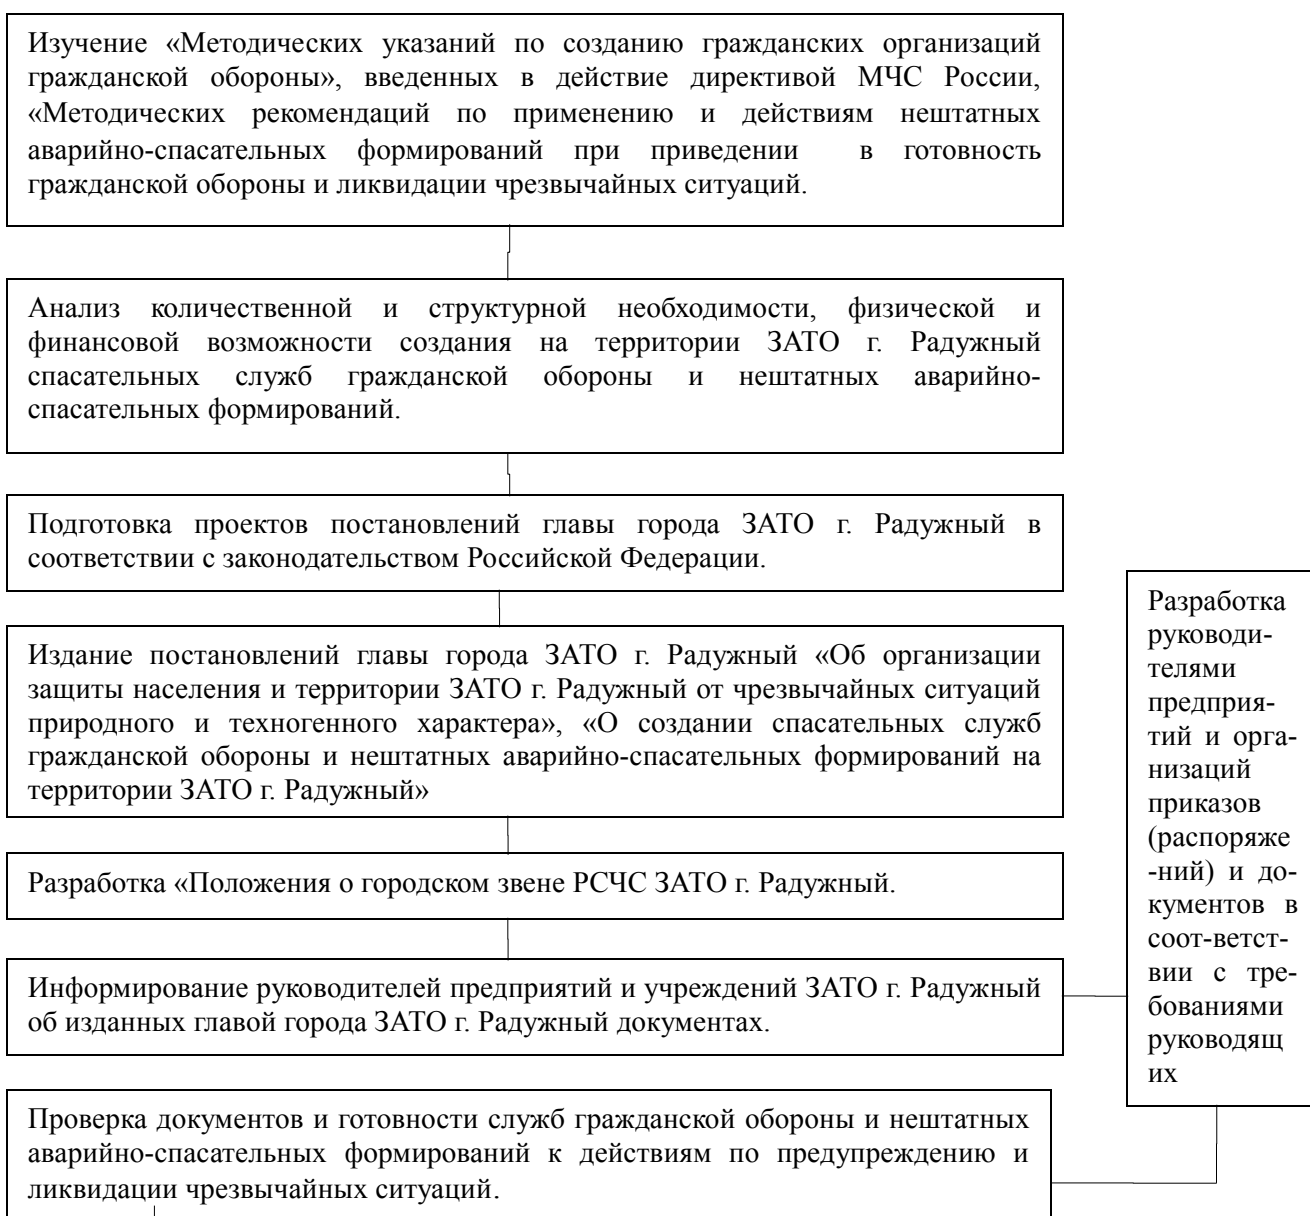 Изучение «Методических указаний по созданию гражданских организаций
гражданской обороны», введенных в действие директивой МЧС России,
«Методических рекомендаций по применению и действиям нештатных
аварийно-спасательных формирований при приведении в готовность
гражданской обороны и ликвидации чрезвычайных ситуаций.
Анализ количественной и структурной необходимости, физической и
финансовой возможности создания на территории ЗАТО г. Радужный
спасательных служб гражданской обороны и нештатных аварийно-
спасательных формирований.
Подготовка проектов постановлений главы города ЗАТО г. Радужный в
соответствии с законодательством Российской Федерации.
Издание постановлений главы города ЗАТО г. Радужный «Об организации
защиты населения и территории ЗАТО г. Радужный от чрезвычайных ситуаций
природного и техногенного характера», «О создании спасательных служб
гражданской обороны и нештатных аварийно-спасательных формирований на
территории ЗАТО г. Радужный»
Разработка «Положения о городском звене РСЧС ЗАТО г. Радужный.
Информирование руководителей предприятий и учреждений ЗАТО г. Радужный
об изданных главой города ЗАТО г. Радужный документах.
Разработка
руководи-
телями
предприя-
тий и орга-
низаций
приказов
(распоряже
-ний) и до-
кументов в
соот-ветст-
вии с тре-
бованиями
руководящ
их
Проверка документов и готовности служб гражданской обороны и нештатных
аварийно-спасательных формирований к действиям по предупреждению и
ликвидации чрезвычайных ситуаций.